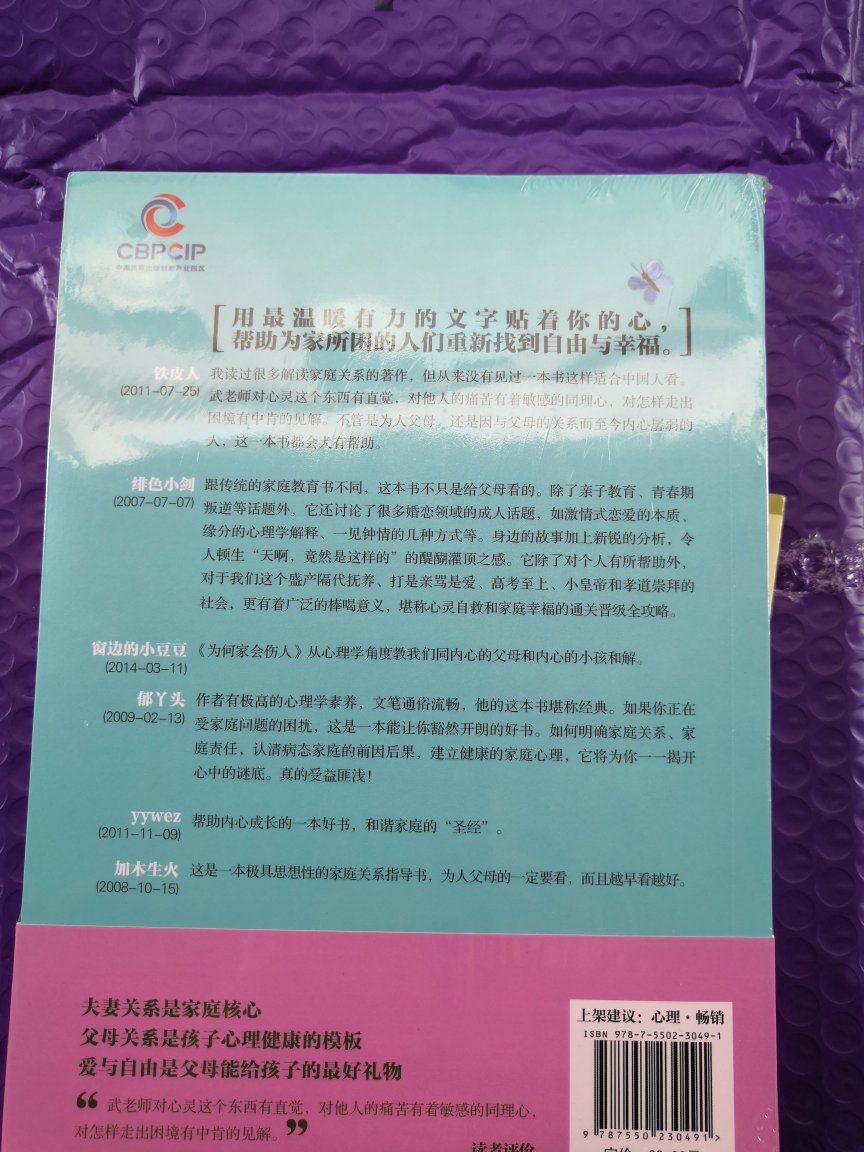 CBPCIP
用最温暖有力的文字贴着你的心，
帮助为家所困的人们重新找到自由与幸福。
铁皮人 我读过很多解读家庭关系的著作，但从来没有见过一本书这样适合中国人看。
(2011-07-25) 武老师对心灵这个东西有直觉，对他人的痛苦有着敏感的同理心，对怎样走出
困境有中肯的见解。不管是为人父母，还是因与父母的关系而至今内心孱弱的
人，这一本书都会大有帮助。
绯色小剑 跟传统的家庭教育书不同，这本书不只是给父母看的。除了亲子教育、青春期
(2007-07-07) 叛逆等话题外，它还讨论了很多婚恋领域的成人话题，如激情式恋爱的本质、
缘分的心理学解释、一见钟情的几种方式等。身边的故事加上新锐的分析，令
人顿生“天啊，竟然是这样的”的醍醐灌顶之感。它除了对个人有所帮助外，
对于我们这个盛产隔代抚养、打是亲骂是爱、高考至上、小皇帝和孝道崇拜的
社会，更有着广泛的棒喝意义，堪称心灵自救和家庭幸福的通关晋级全攻略。
窗边的小豆豆 《为何家会伤人》从心理学角度教我们同内心的父母和内心的小孩和解。
(2014-03-11)
郁丫头 作者有极高的心理学素养，文笔通俗流畅，他的这本书堪称经典。如果你正在
(2009-02-13) 受家庭问题的困扰，这是一本能让你豁然开朗的好书。如何明确家庭关系、家
庭责任，认清病态家庭的前因后果，建立健康的家庭心理，它将为你一一揭开
心中的谜底。真的受益匪浅！
yywez 帮助内心成长的一本好书，和谐家庭的“圣经”。
(2011-11-09)
加木生火 这是一本极具思想性的家庭关系指导书，为人父母的一定要看，而且越早看越好。
(2008-10-15)
夫妻关系是家庭核心
父母关系是孩子心理健康的模板
爱与自由是父母能给孩子的最好礼物
“武老师对心灵这个东西有直觉，对他人的痛苦有着敏感的同理心，
对怎样走出困境有中肯的见解。”
读者评价
上架建议：心理·畅销
ISBN 978-7-5502-3049-1
9 787550 230491 >